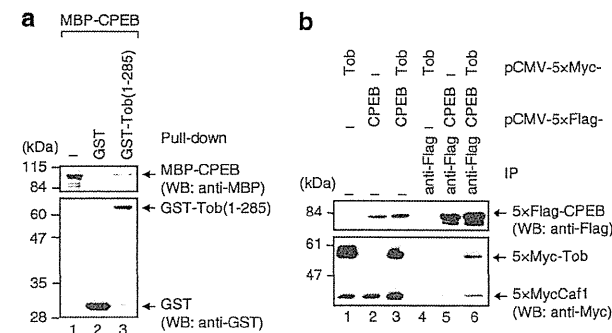 a
MBP-CPEB
–
GST
GST-Tob(1-285)
Pull-down
(kDa)
115
84
MBP-CPEB
(WB: anti-MBP)
60
47
35
28
GST-Tob(1-285)
GST
(WB: anti-GST)
1 2 3
b
Tob – Tob Tob – Tob
pCMV-5×Myc-
– CPEB CPEB – CPEB CPEB
pCMV-5×Flag-
– – – anti-Flag anti-Flag anti-Flag
IP
(kDa)
84
5×Flag-CPEB
(WB: anti-Flag)
61
47
5×Myc-Tob
5×MycCaf1
(WB: anti-Myc)
1 2 3 4 5 6